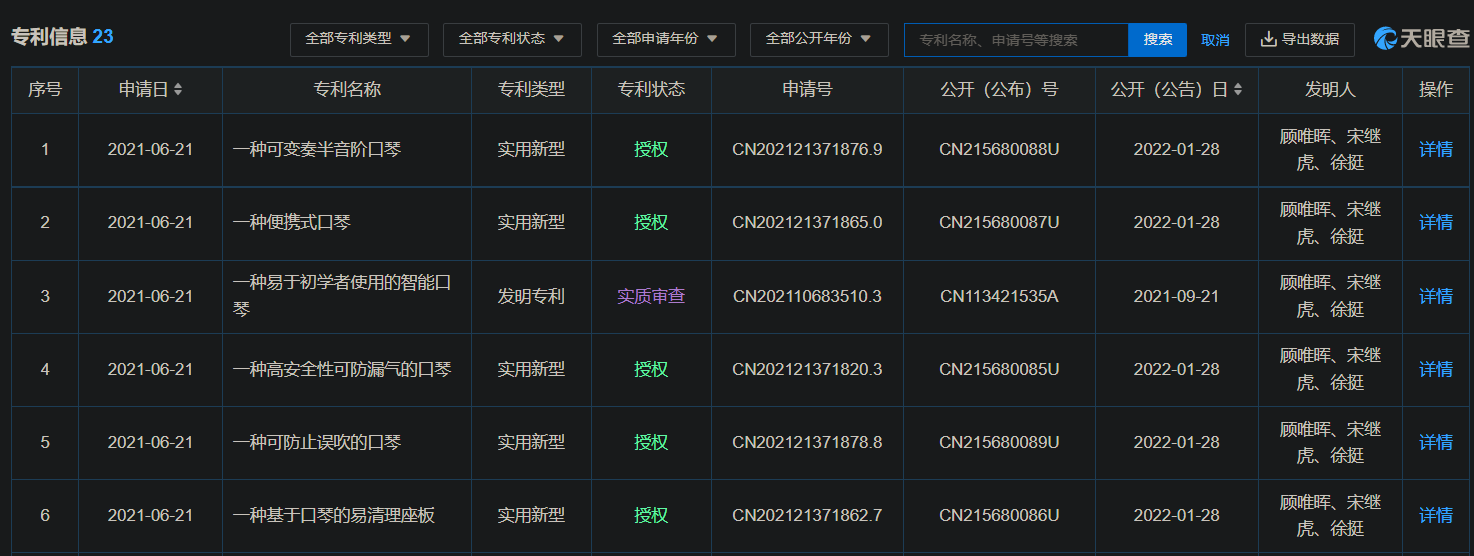 专利信息 23
全部专利类型
全部专利状态
全部申请年份
全部公开年份
专利名称、申请号等搜索
搜索
取消
导出数据
天眼查
序号 申请日 专利名称 专利类型 专利状态 申请号 公开（公布）号 公开（公告）日 发明人 操作
1 2021-06-21 一种可变奏半音阶口琴 实用新型 授权 CN202121371876.9 CN215680088U 2022-01-28 顾唯晖、宋继
虎、徐挺 详情
2 2021-06-21 一种便携式口琴 实用新型 授权 CN202121371865.0 CN215680087U 2022-01-28 顾唯晖、宋继
虎、徐挺 详情
3 2021-06-21 一种易于初学者使用的智能口
琴 发明专利 实质审查 CN202110683510.3 CN113421535A 2021-09-21 顾唯晖、宋继
虎、徐挺 详情
4 2021-06-21 一种高安全性可防漏气的口琴 实用新型 授权 CN202121371820.3 CN215680085U 2022-01-28 顾唯晖、宋继
虎、徐挺 详情
5 2021-06-21 一种可防止误吹的口琴 实用新型 授权 CN202121371878.8 CN215680089U 2022-01-28 顾唯晖、宋继
虎、徐挺 详情
6 2021-06-21 一种基于口琴的易清理座板 实用新型 授权 CN202121371862.7 CN215680086U 2022-01-28 顾唯晖、宋继
虎、徐挺 详情